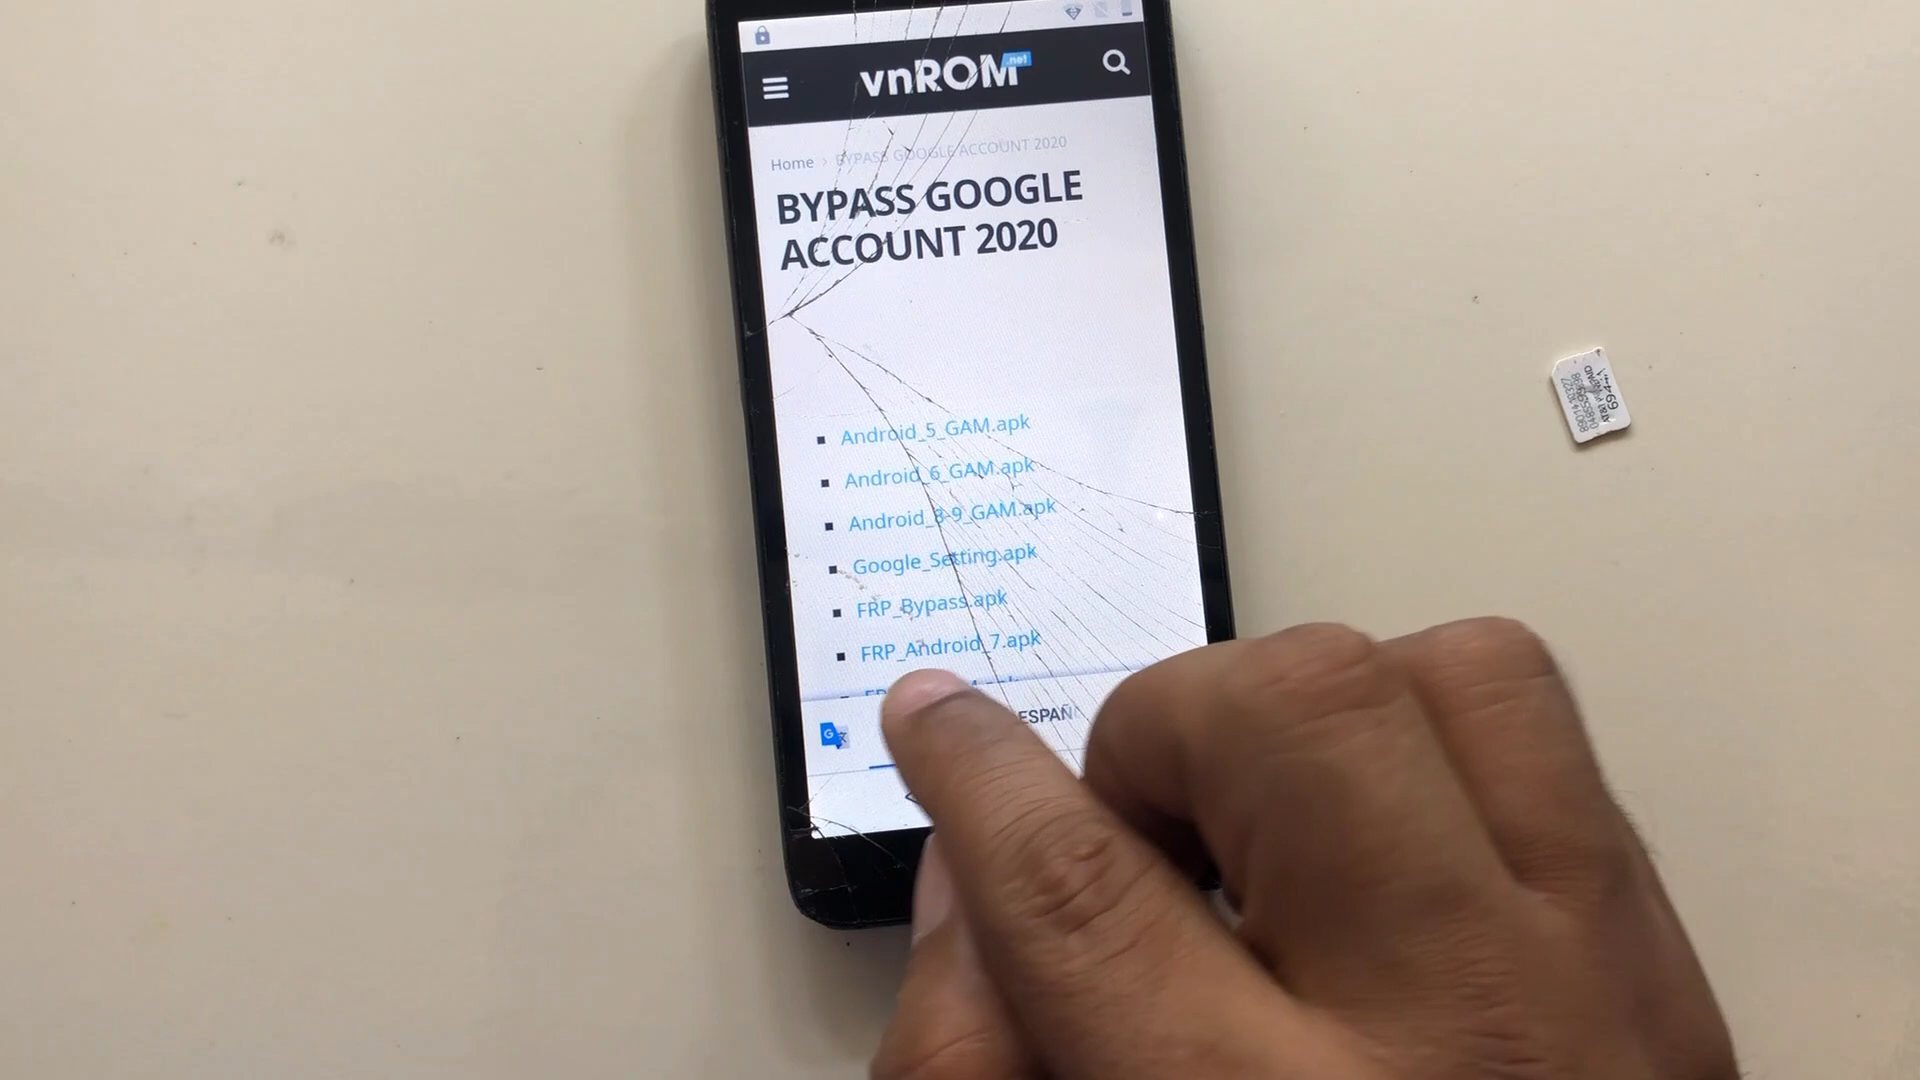 vnROM.net
Home > BYPASS GOOGLE ACCOUNT 2020
BYPASS GOOGLE
ACCOUNT 2020
Android_5_GAM.apk
Android_6_GAM.apk
Android_8-9_GAM.apk
Google_Setting.apk
FRP_Bypass.apk
FRP_Android_7.apk
ESPAÑ
69